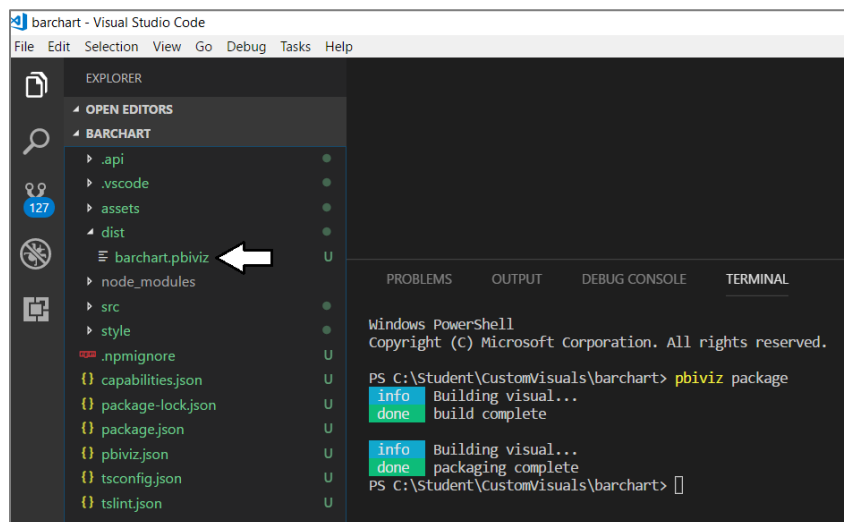 barchart - Visual Studio Code
File Edit Selection View Go Debug Tasks Help
EXPLORER
OPEN EDITORS
BARCHART
.api
.vscode
127
assets
dist
barchart.pbiviz U
node_modules
src
style
.npmignore U
capabilities.json U
package-lock.json U
package.json U
pbiviz.json U
tsconfig.json U
tslint.json U
PROBLEMS OUTPUT DEBUG CONSOLE TERMINAL
Windows PowerShell
Copyright (C) Microsoft Corporation. All rights reserved.
PS C:\Student\CustomVisuals\barchart> pbiviz package
info Building visual...
done build complete
info Building visual...
done packaging complete
PS C:\Student\CustomVisuals\barchart>